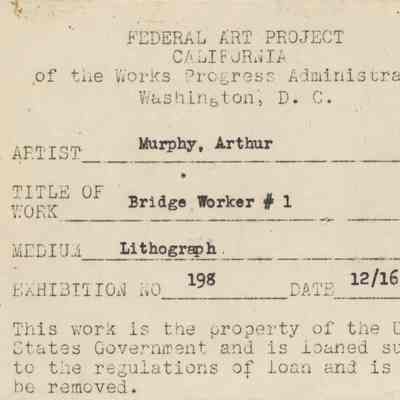 FEDERAL ART PROJECT
CALIFORNIA
of the Works Progress Administra
Washington, D. C.
ARTIST Murphy, Arthur
TITLE OF
WORK Bridge Worker # 1
MEDIUM Lithograph
EXHIBITION NO 198 DATE 12/16
This work is the property of the U
States Government and is loaned su
to the regulations of loan and is
be removed.